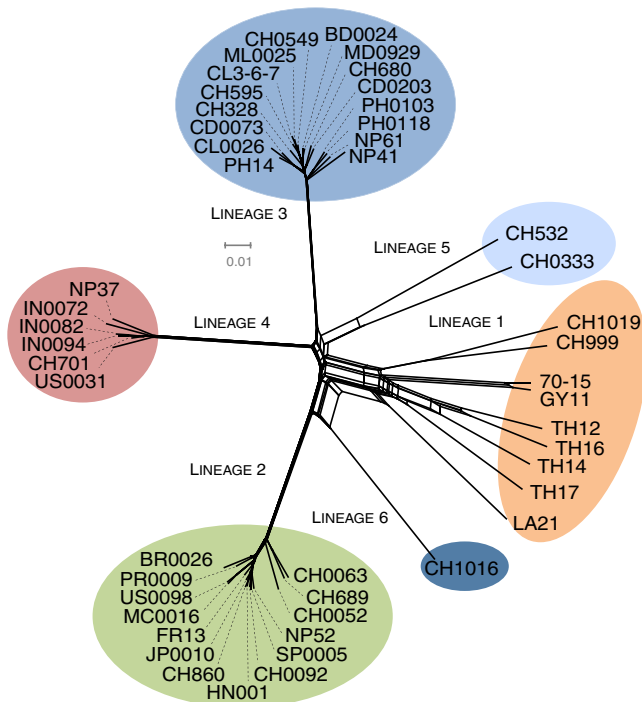 CH0549
BD0024
ML0025
MD0929
CL3-6-7
CH680
CH595
CD0203
CH328
PH0103
CD0073
PH0118
CL0026
NP61
PH14
NP41
LINEAGE 3
0.01
LINEAGE 5
CH532
CH0333
NP37
IN0072
IN0082
IN0094
CH701
US0031
LINEAGE 4
LINEAGE 1
CH1019
CH999
70-15
GY11
TH12
TH16
TH14
TH17
LA21
LINEAGE 2
LINEAGE 6
CH1016
BR0026
PR0009
US0098
MC0016
FR13
JP0010
CH860
HN001
CH0063
CH689
CH0052
NP52
SP0005
CH0092